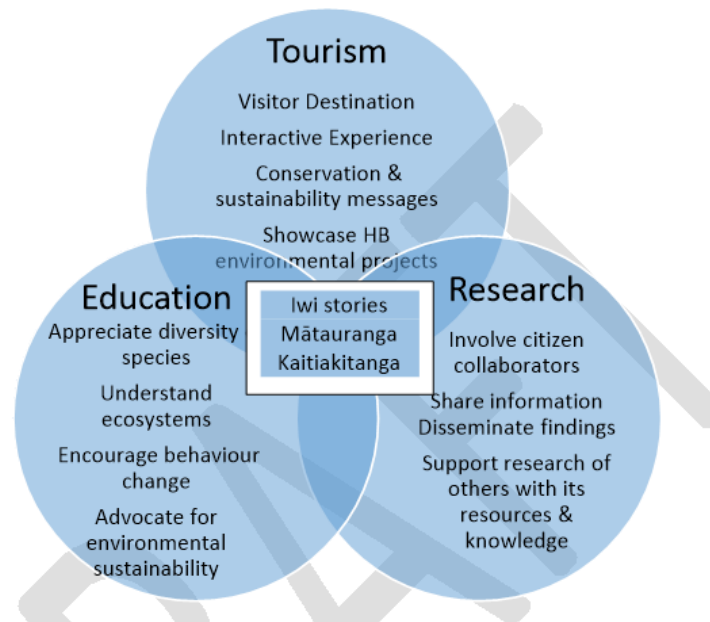 Tourism
Visitor Destination
Interactive Experience
Conservation &
sustainability messages
Showcase HB
environmental projects
Education
Appreciate diversity
species
Understand
ecosystems
Encourage behaviour
change
Advocate for
environmental
sustainability
Iwi stories
Mātauranga
Kaitiakitanga
Research
Involve citizen
collaborators
Share information
Disseminate findings
Support research of
others with its
resources &
knowledge